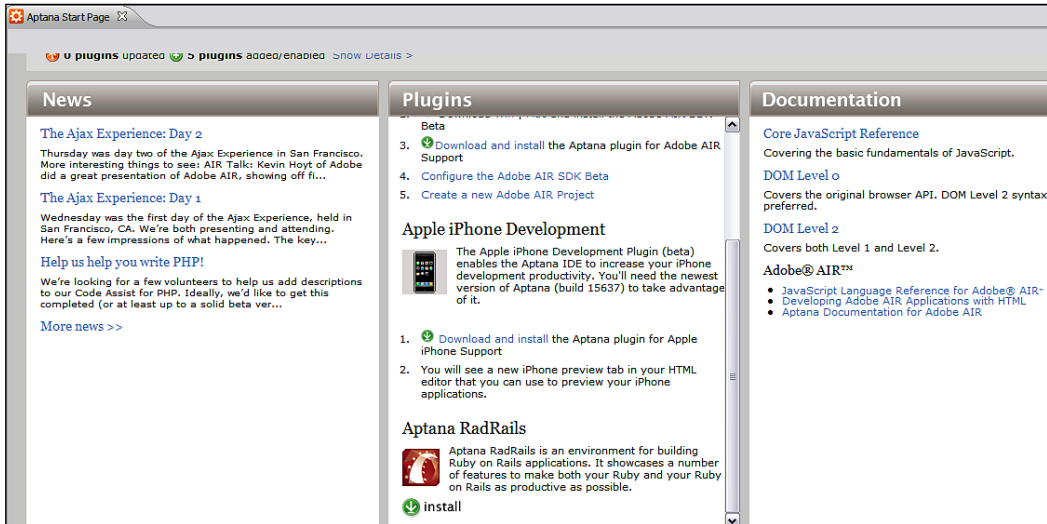 Aptana Start Page
0 plugins updated 5 plugins added/enabled Show Details >
News
The Ajax Experience: Day 2
Thursday was day two of the Ajax Experience in San Francisco.
More interesting things to see: AIR Talk: Kevin Hoyt of Adobe
did a great presentation of Adobe AIR, showing off fi...
The Ajax Experience: Day 1
Wednesday was the first day of the Ajax Experience, held in
San Francisco, CA. We're both presenting and attending.
Here's a few impressions of what happened. The key...
Help us help you write PHP!
We're looking for a few volunteers to help us add descriptions
to our Code Assist for PHP. Ideally, we'd like to get this
completed (or at least up to a solid beta ver...
More news >>
Plugins
Beta
3. Download and install the Aptana plugin for Adobe AIR
Support
4. Configure the Adobe AIR SDK Beta
5. Create a new Adobe AIR Project
Apple iPhone Development
The Apple iPhone Development Plugin (beta)
enables the Aptana IDE to increase your iPhone
development productivity. You'll need the newest
version of Aptana (build 15637) to take advantage
of it.
1. Download and install the Aptana plugin for Apple
iPhone Support
2. You will see a new iPhone preview tab in your HTML
editor that you can use to preview your iPhone
applications.
Aptana RadRails
Aptana RadRails is an environment for building
Ruby on Rails applications. It showcases a number
of features to make both your Ruby and your Ruby
on Rails as productive as possible.
install
Documentation
Core JavaScript Reference
Covering the basic fundamentals of JavaScript.
DOM Level 0
Covers the original browser API. DOM Level 2 syntax
preferred.
DOM Level 2
Covers both Level 1 and Level 2.
Adobe® AIR™
JavaScript Language Reference for Adobe® AIR™
Developing Adobe AIR Applications with HTML
Aptana Documentation for Adobe AIR